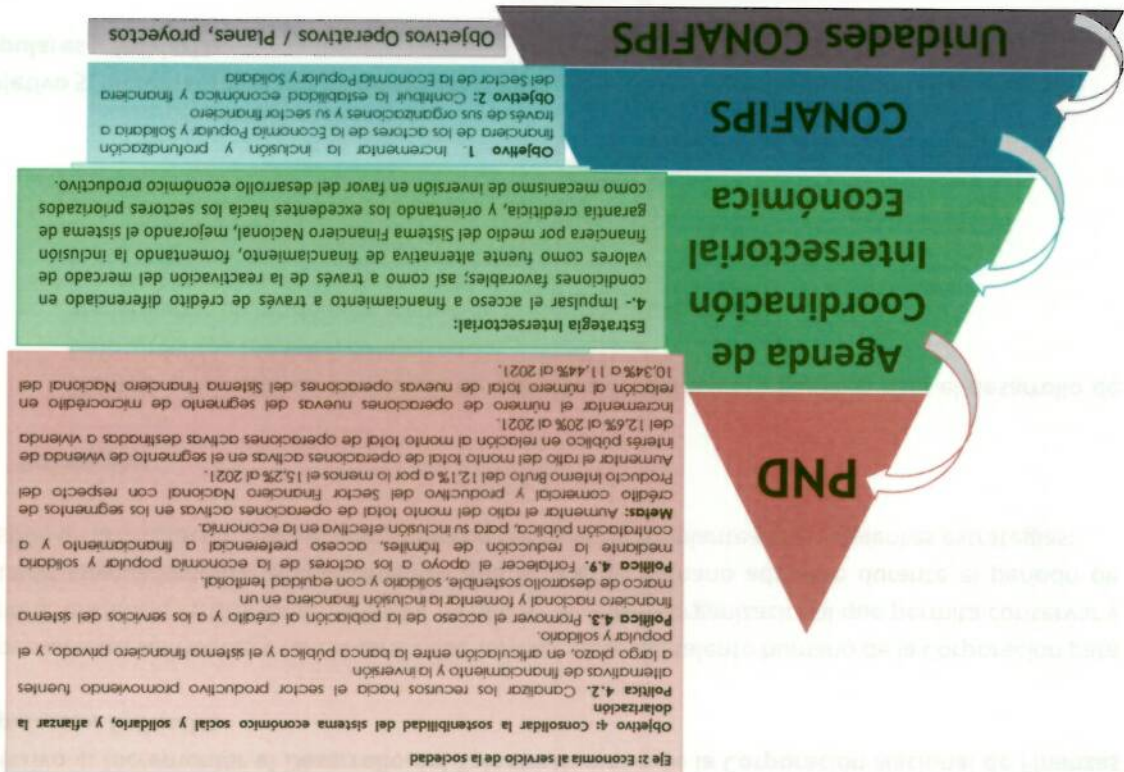 PND
Eje 2: Economía al servicio de la sociedad
Objetivo 4: Consolidar la sostenibilidad del sistema económico social y solidario, y afianzar la
dolarización
Política 4.2. Canalizar los recursos hacia el sector productivo promoviendo fuentes
alternativas de financiamiento y la inversión
a largo plazo, en articulación entre la banca pública y el sistema financiero privado, y el
popular y solidario.
Política 4.3. Promover el acceso de la población al crédito y a los servicios del sistema
financiero nacional y fomentar la inclusión financiera en un
marco de desarrollo sostenible, solidario y con equidad territorial.
Política 4.9. Fortalecer el apoyo a los actores de la economía popular y solidaria
mediante la reducción de trámites, acceso preferencial a financiamiento y a
contratación pública, para su inclusión efectiva en la economía.
Metas: Aumentar el ratio del monto total de operaciones activas en los segmentos de
crédito comercial y productivo del Sector Financiero Nacional con respecto del
Producto Interno Bruto del 12,1% a por lo menos el 15,2% al 2021.
Aumentar el ratio del monto total de operaciones activas en el segmento de vivienda de
interés público en relación al monto total de operaciones activas destinadas a vivienda
del 12,6% al 20% al 2021.
Incrementar el número de operaciones nuevas del segmento de microcrédito en
relación al número total de nuevas operaciones del Sistema Financiero Nacional del
10,34% a 11,44% al 2021.
Agenda de
Coordinación
Intersectorial
Económica
Estrategia Intersectorial:
4.- Impulsar el acceso a financiamiento a través de crédito diferenciado en
condiciones favorables; así como a través de la reactivación del mercado de
valores como fuente alternativa de financiamiento, fomentando la inclusión
financiera por medio del Sistema Financiero Nacional, mejorando el sistema de
garantía crediticia, y orientando los excedentes hacia los sectores priorizados
como mecanismo de inversión en favor del desarrollo económico productivo.
CONAFIPS
Objetivo 1. Incrementar la inclusión y profundización
financiera de los actores de la Economía Popular y Solidaria a
través de sus organizaciones y su sector financiero
Objetivo 2: Contribuir la estabilidad económica y financiera
del Sector de la Economía Popular y Solidaria
Unidades CONAFIPS
Objetivos Operativos / Planes, proyectos